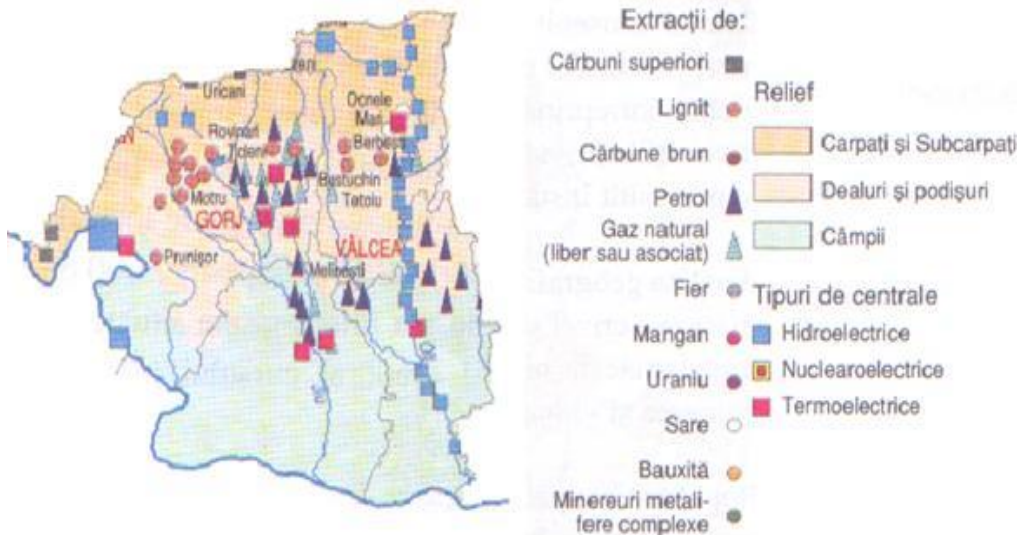 Uricani
Ocnele
Mari
Rovinari
Ticleni
Berbești
Bustuchin
Tetoiu
Motru
GORJ
VÂLCEA
Prunișor
Melinești
Jiu
Extracții de:
Cărbuni superiori
Lignit
Cărbune brun
Petrol
Gaz natural
(liber sau asociat)
Fier
Mangan
Uraniu
Sare
Bauxită
Minereuri metali-
fere complexe
Relief
Carpați și Subcarpați
Dealuri și podișuri
Câmpii
Tipuri de centrale
Hidroelectrice
Nuclearoelectrice
Termoelectrice